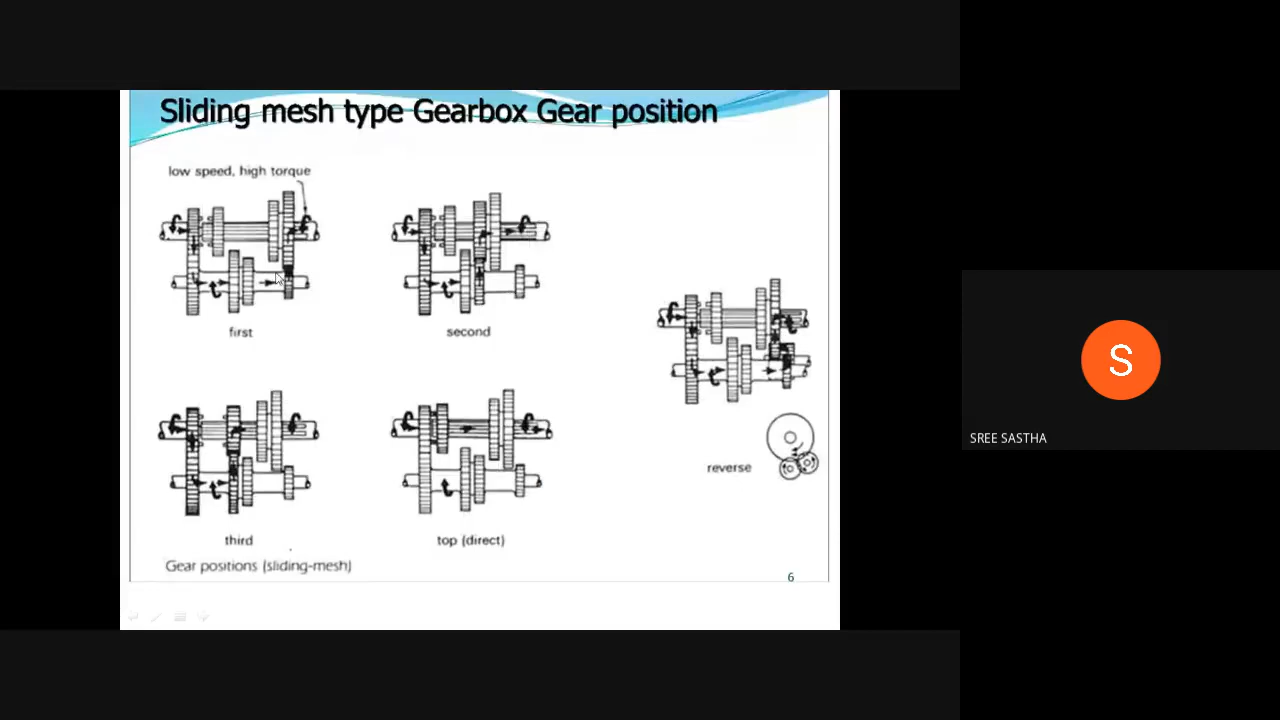 Sliding mesh type Gearbox Gear position
low speed, high torque
first
second
third
top (direct)
reverse
Gear positions (sliding-mesh)
6
S
SREE SASTHA